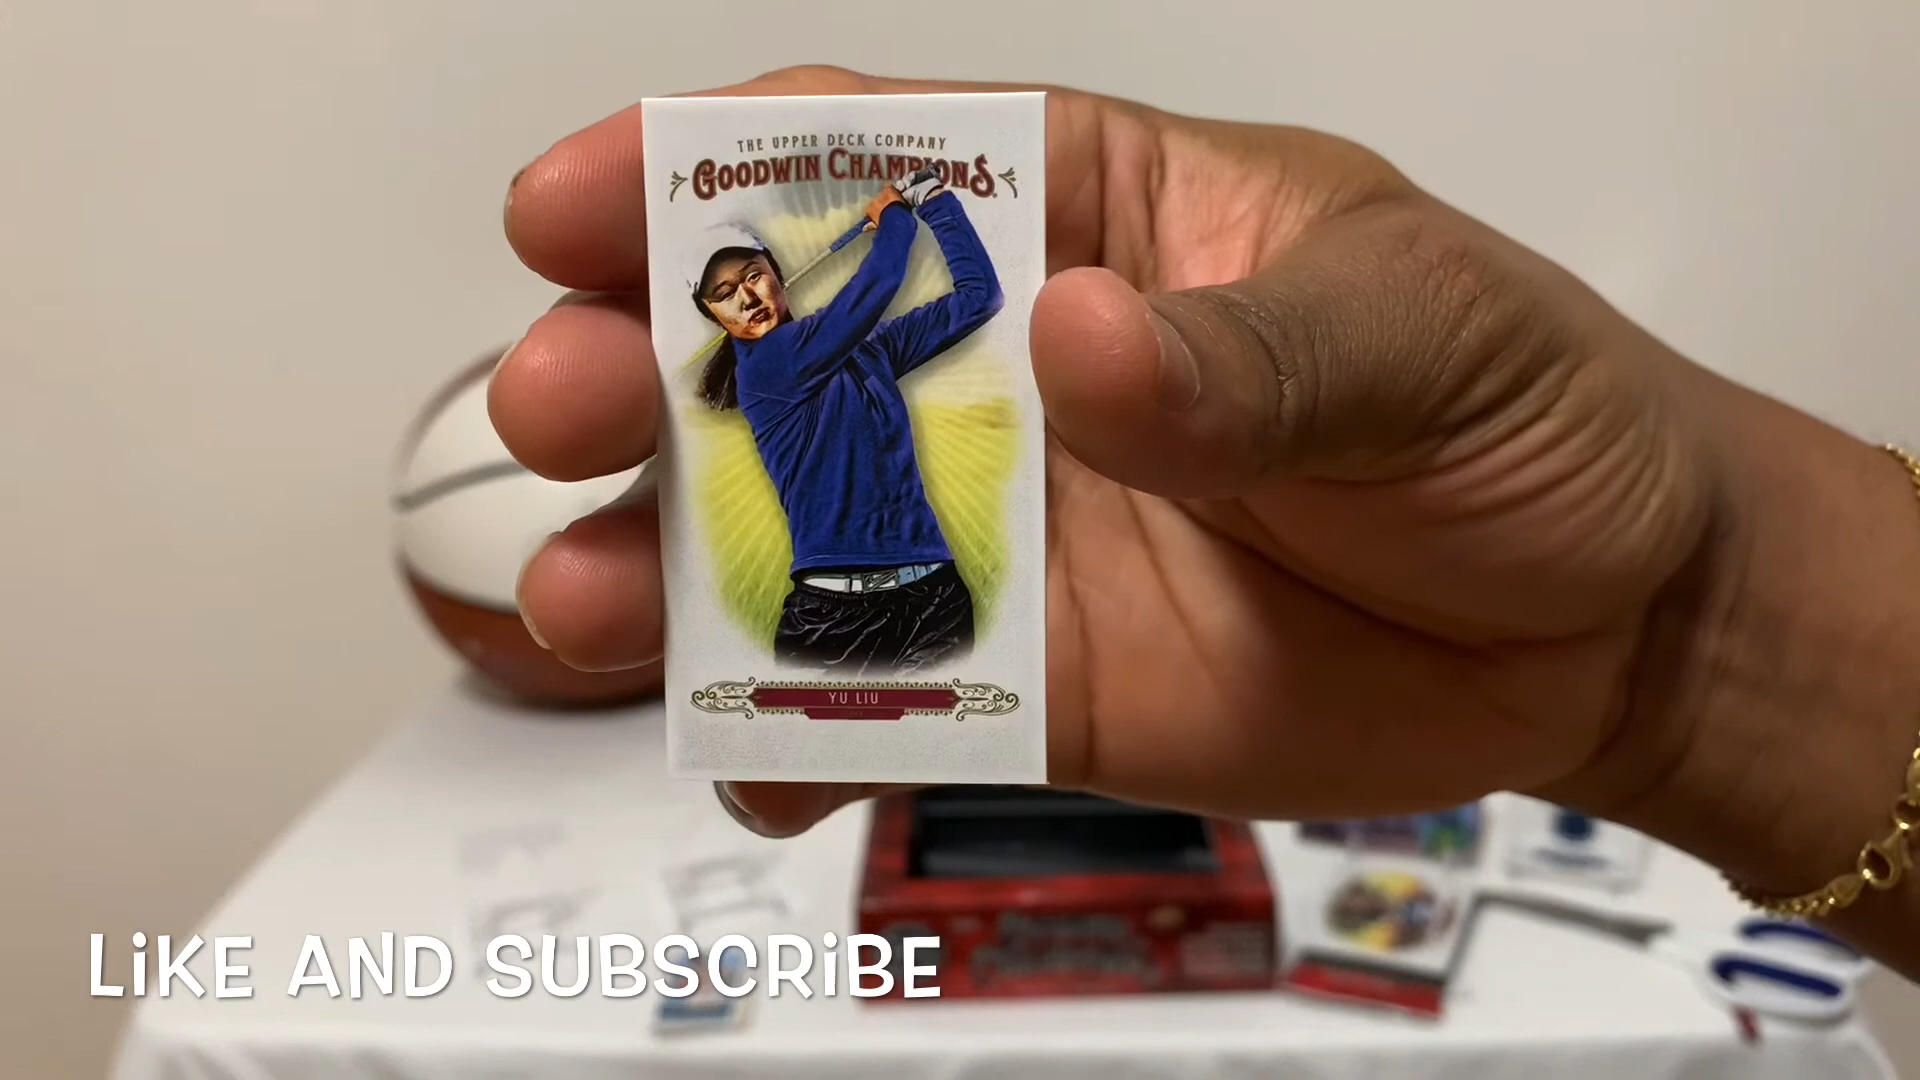 THE UPPER DECK COMPANY
GOODWIN CHAMPIONS
YU LIU
LiKE AND SUBSCRiBE